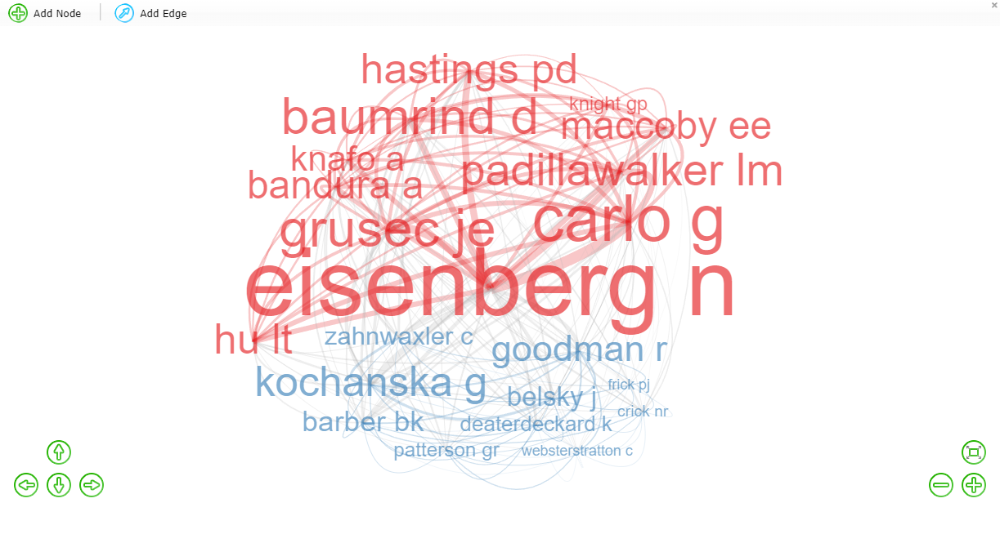 Add Node
Add Edge
hastings pd
baumrind d
knight gp
maccoby ee
knafo a
padillawalker lm
bandura a
carlo g
grusec je
eisenberg n
hu lt
zahnwaxler c
goodman r
kochanska g
frick pj
belsky j
crick nr
barber bk
deaterdeckard k
patterson gr
websterstratton c